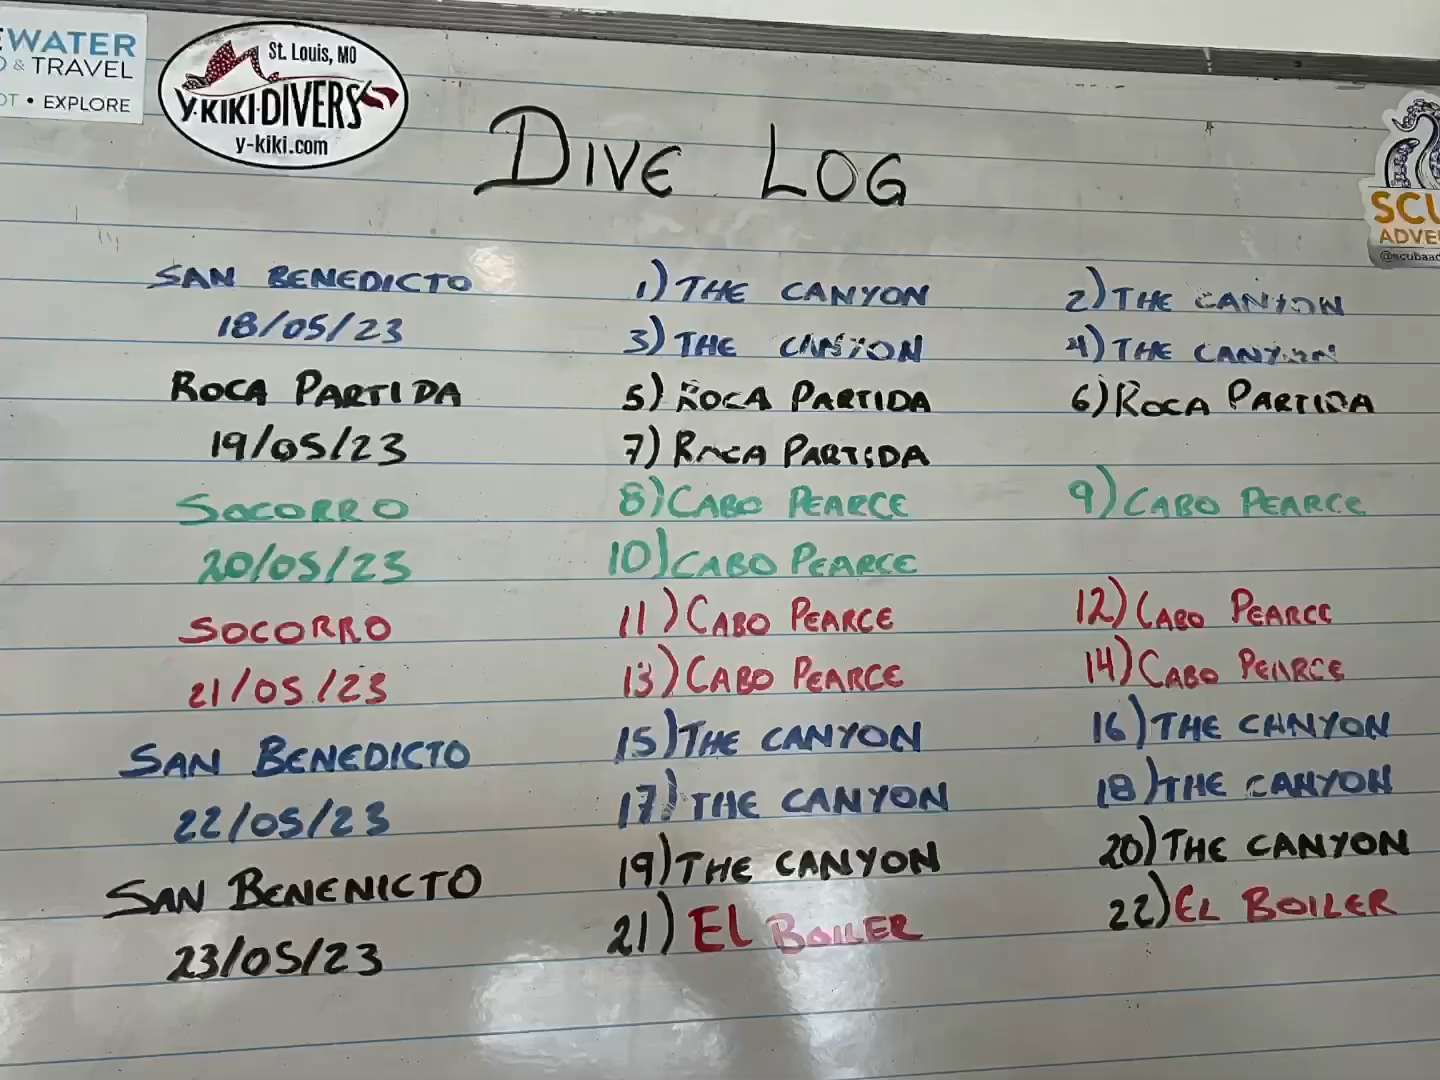 EWATER
O & TRAVEL
OT • EXPLORE
St. Louis, MO
Y-KIKI DIVERS
y-kiki.com
SCU
ADVE
@scubaad
DIVE LOG
SAN BENEDICTO 1) THE CANYON 2) THE CANYON
18/05/23 3) THE CANYON 4) THE CANYON
ROCA PARTIDA 5) ROCA PARTIDA 6) ROCA PARTIDA
19/05/23 7) ROCA PARTIDA
SOCORRO 8) CABO PEARCE 9) CABO PEARCE
20/05/23 10) CABO PEARCE
SOCORRO 11) CABO PEARCE 12) CABO PEARCE
21/05/23 13) CABO PEARCE 14) CABO PEARCE
SAN BENEDICTO 15) THE CANYON 16) THE CANYON
22/05/23 17) THE CANYON 18) THE CANYON
SAN BENENICTO 19) THE CANYON 20) THE CANYON
23/05/23 21) EL BOILER 22) EL BOILER